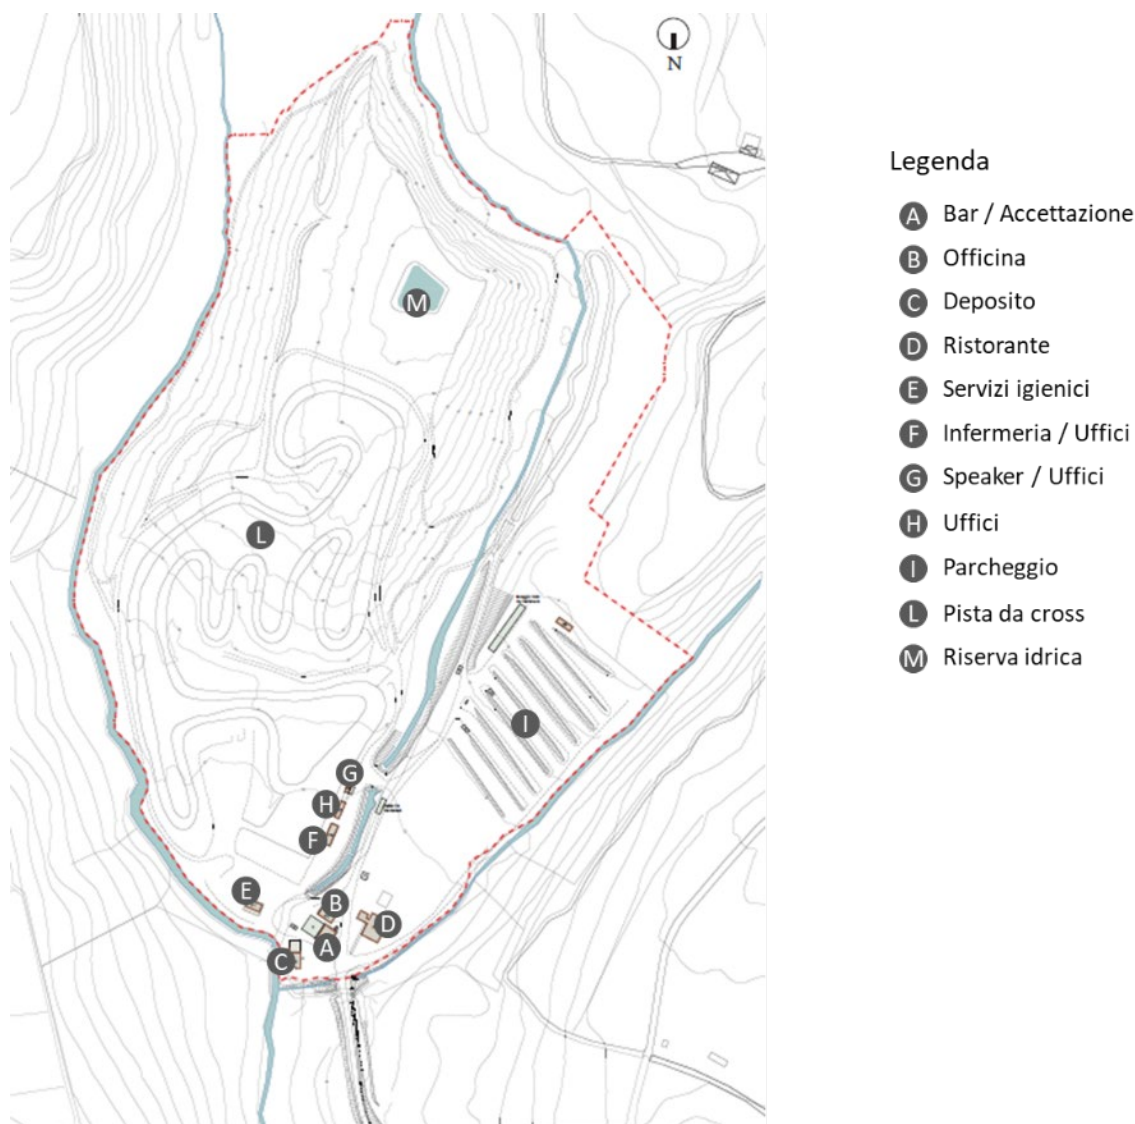 N
Legenda
A Bar / Accettazione
B Officina
C Deposito
D Ristorante
E Servizi igienici
F Infermeria / Uffici
G Speaker / Uffici
H Uffici
I Parcheggio
L Pista da cross
M Riserva idrica
M
L
I
G
H
F
E
B
D
A
C